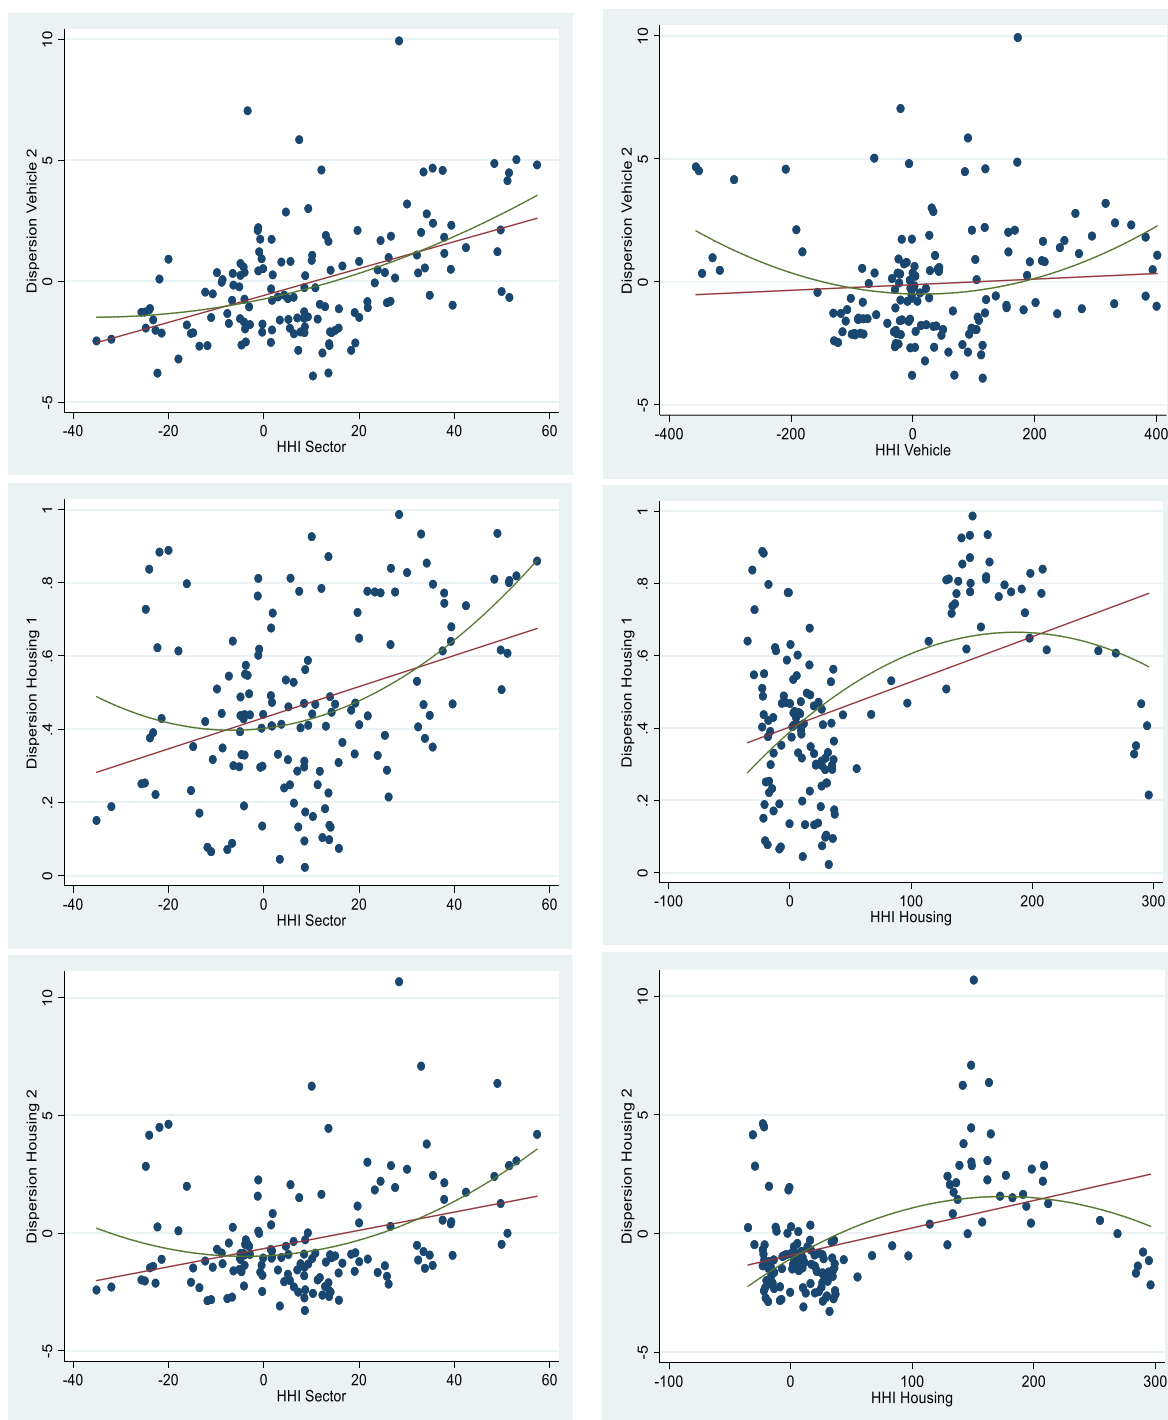 Dispersion Vehicle 2
10
5
0
-5
-40 -20 0 20 40 60
HHI Sector
Dispersion Vehicle 2
10
5
0
-5
-400 -200 0 200 400
HHI Vehicle
Dispersion Housing 1
1
.8
.6
.4
.2
0
-40 -20 0 20 40 60
HHI Sector
Dispersion Housing 1
1
.8
.6
.4
.2
0
-100 0 100 200 300
HHI Housing
Dispersion Housing 2
10
5
0
-5
-40 -20 0 20 40 60
HHI Sector
Dispersion Housing 2
10
5
0
-5
-100 0 100 200 300
HHI Housing